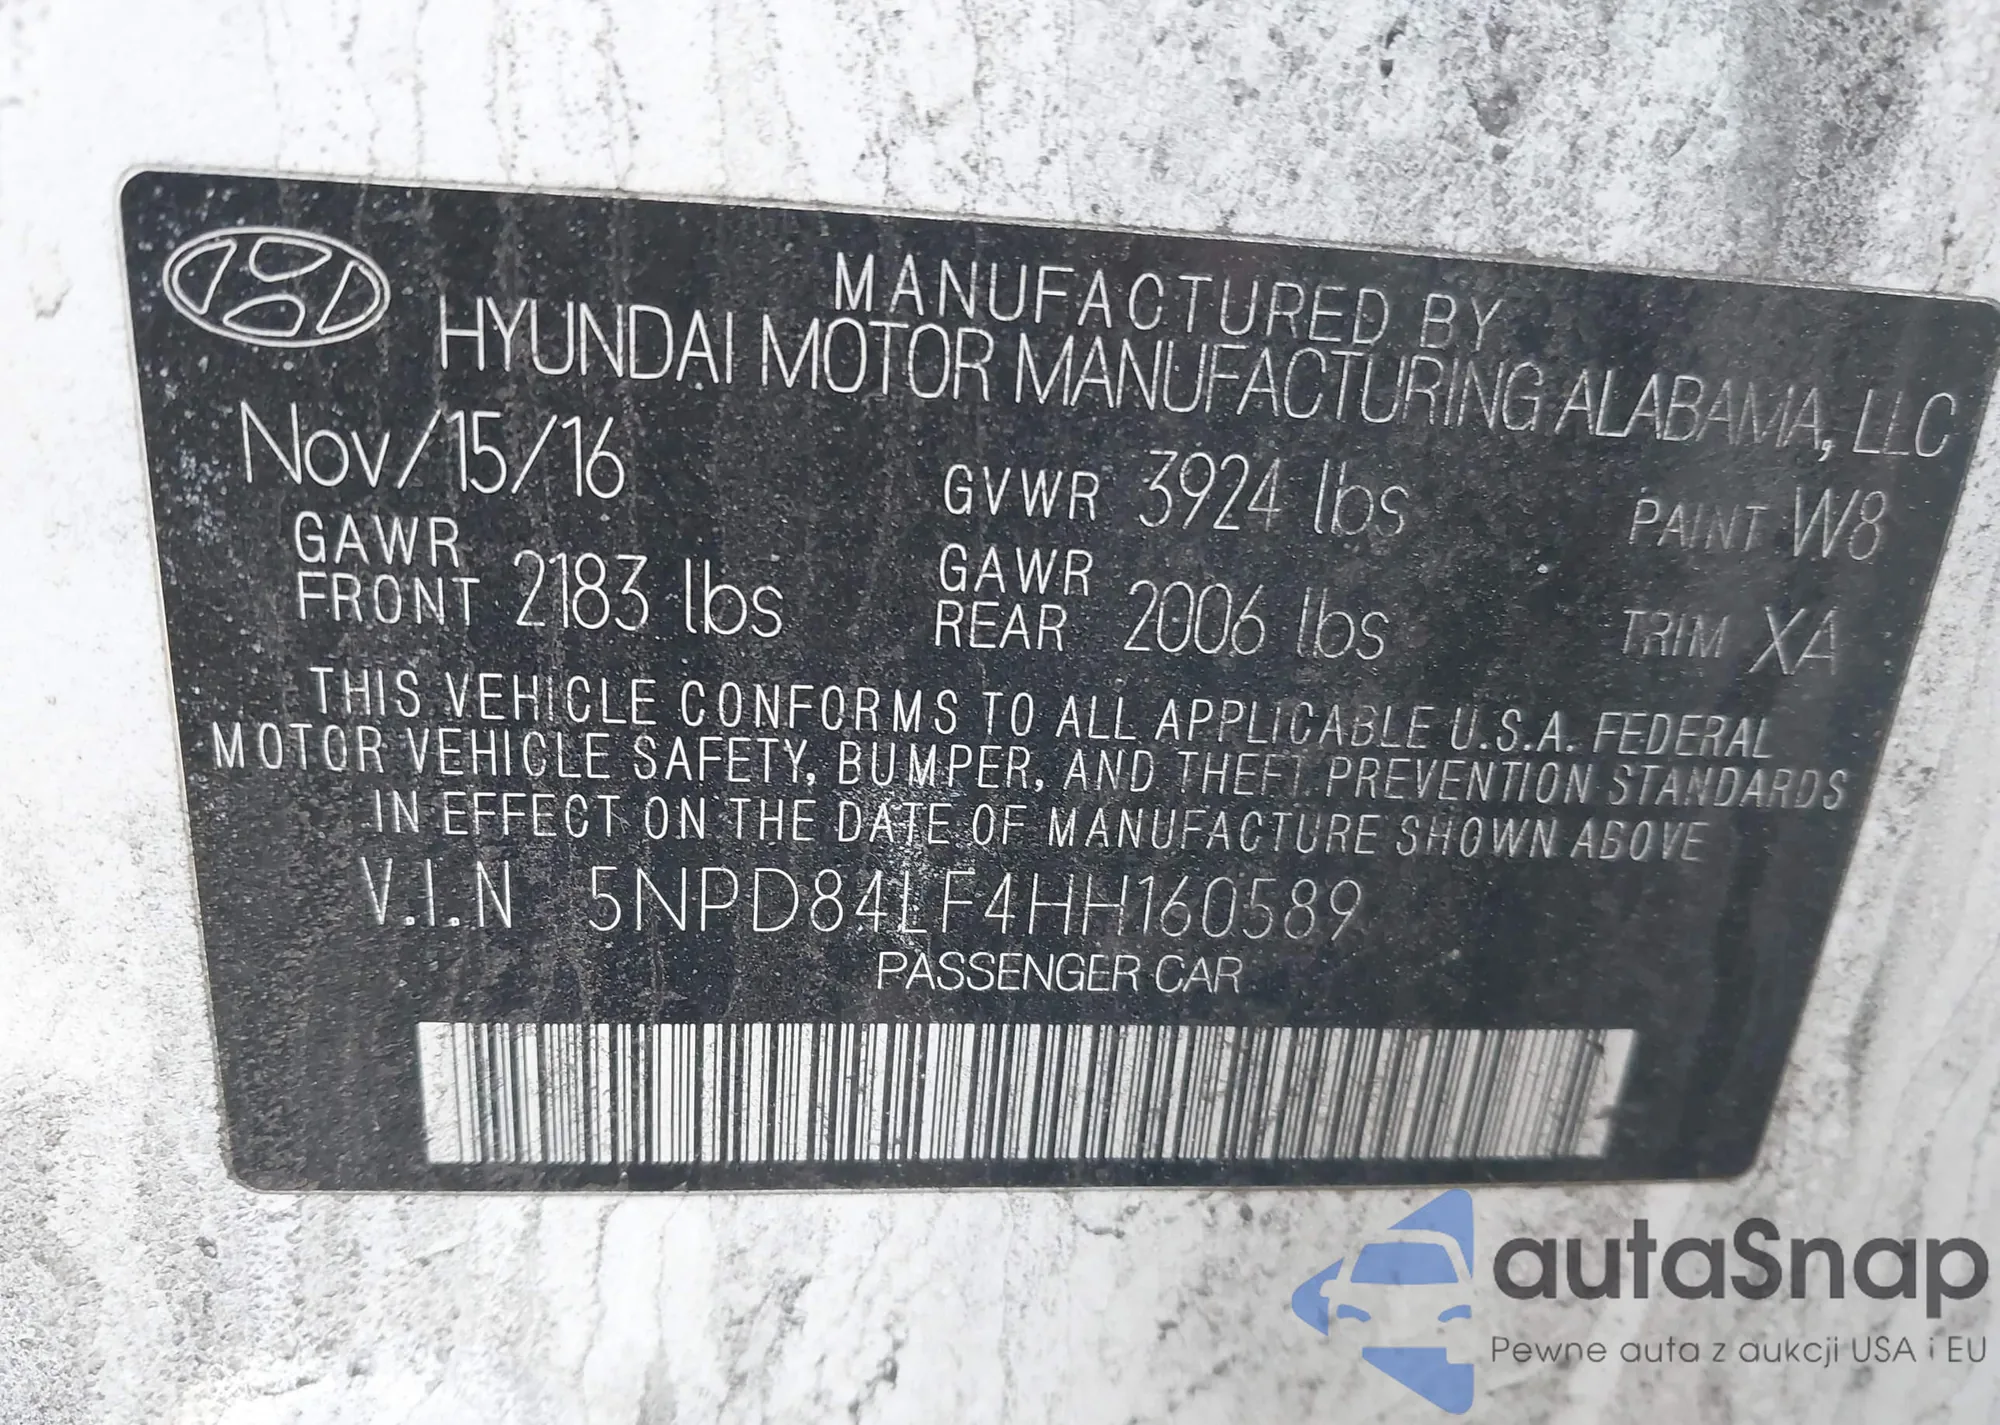 MANUFACTURED BY
HYUNDAI MOTOR MANUFACTURING ALABAMA, LLC
Nov/15/16
GVWR 3924 lbs
PAINT W8
GAWR
FRONT 2183 lbs
GAWR
REAR 2006 lbs
TRIM XA
THIS VEHICLE CONFORMS TO ALL APPLICABLE U.S.A. FEDERAL
MOTOR VEHICLE SAFETY, BUMPER, AND THEFT PREVENTION STANDARDS
IN EFFECT ON THE DATE OF MANUFACTURE SHOWN ABOVE
V.I.N 5NPD84LF4HH160589
PASSENGER CAR
autaSnap
Pewne auta z aukcji USA i EU